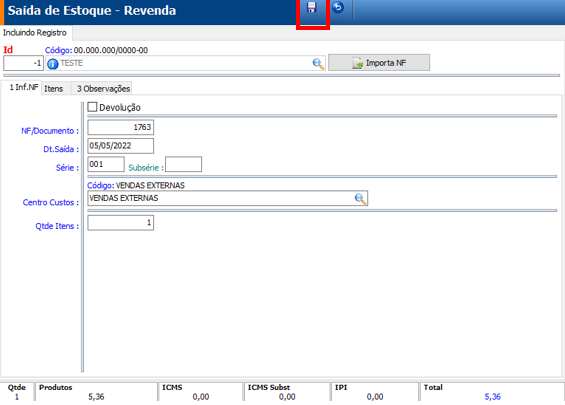 Saída de Estoque - Revenda
Incluindo Registro
Id Código: 00.000.000/0000-00
-1 TESTE Importa NF
1 Inf.NF Itens 3 Observações
Devolução
NF/Documento : 1763
Dt.Saída : 05/05/2022
Série : 001 Subsérie :
Código: VENDAS EXTERNAS
Centro Custos : VENDAS EXTERNAS
Qtde Itens : 1
Qtde Produtos ICMS ICMS Subst IPI Total
1 5,36 0,00 0,00 0,00 5,36